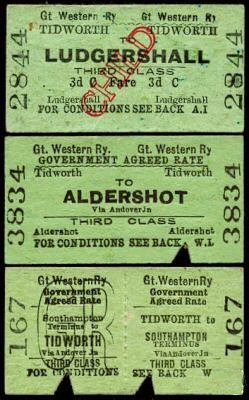 Gt Western Ry Gt Western Ry
TIDWORTH TIDWORTH
TO
LUDGERSHALL
THIRD CLASS
3d C Fare 3d C
Ludgershall Ludgershall
FOR CONDITIONS SEE BACK A.I
CHILD
2844 2844
Gt. Western Ry. Gt. Western Ry.
GOVERNMENT AGREED RATE
Tidworth Tidworth
TO
ALDERSHOT
Via Andover Jn
THIRD CLASS
Aldershot Aldershot
FOR CONDITIONS SEE BACK. W.L
3834 3834
Gt. Western Ry Gt. Western Ry
Government Government
Agreed Rate Agreed Rate
Southampton TIDWORTH to
Terminus to SOUTHAMPTON
TIDWORTH TERMINUS
Via Andover Jn Via Andover Jn
THIRD CLASS THIRD CLASS
FOR CONDITIONS SEE BACK W
167 167